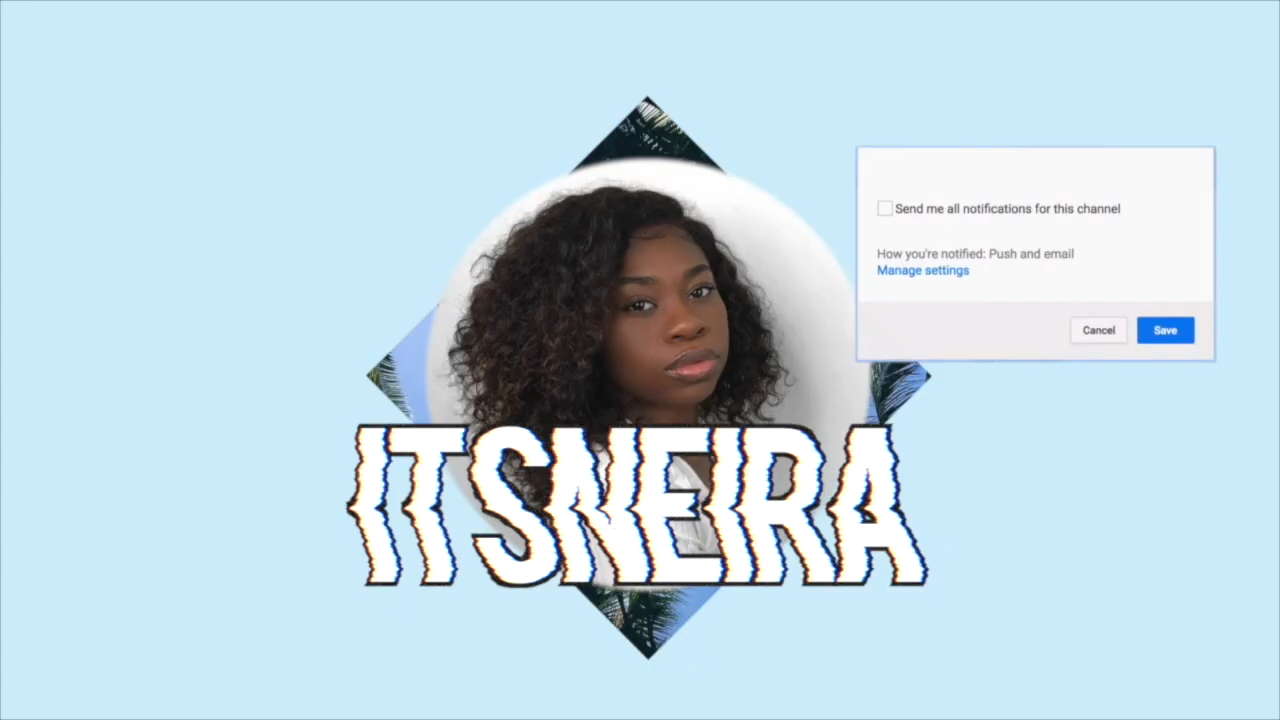 Send me all notifications for this channel
How you're notified: Push and email
Manage settings
Cancel Save
ITSNEIRA